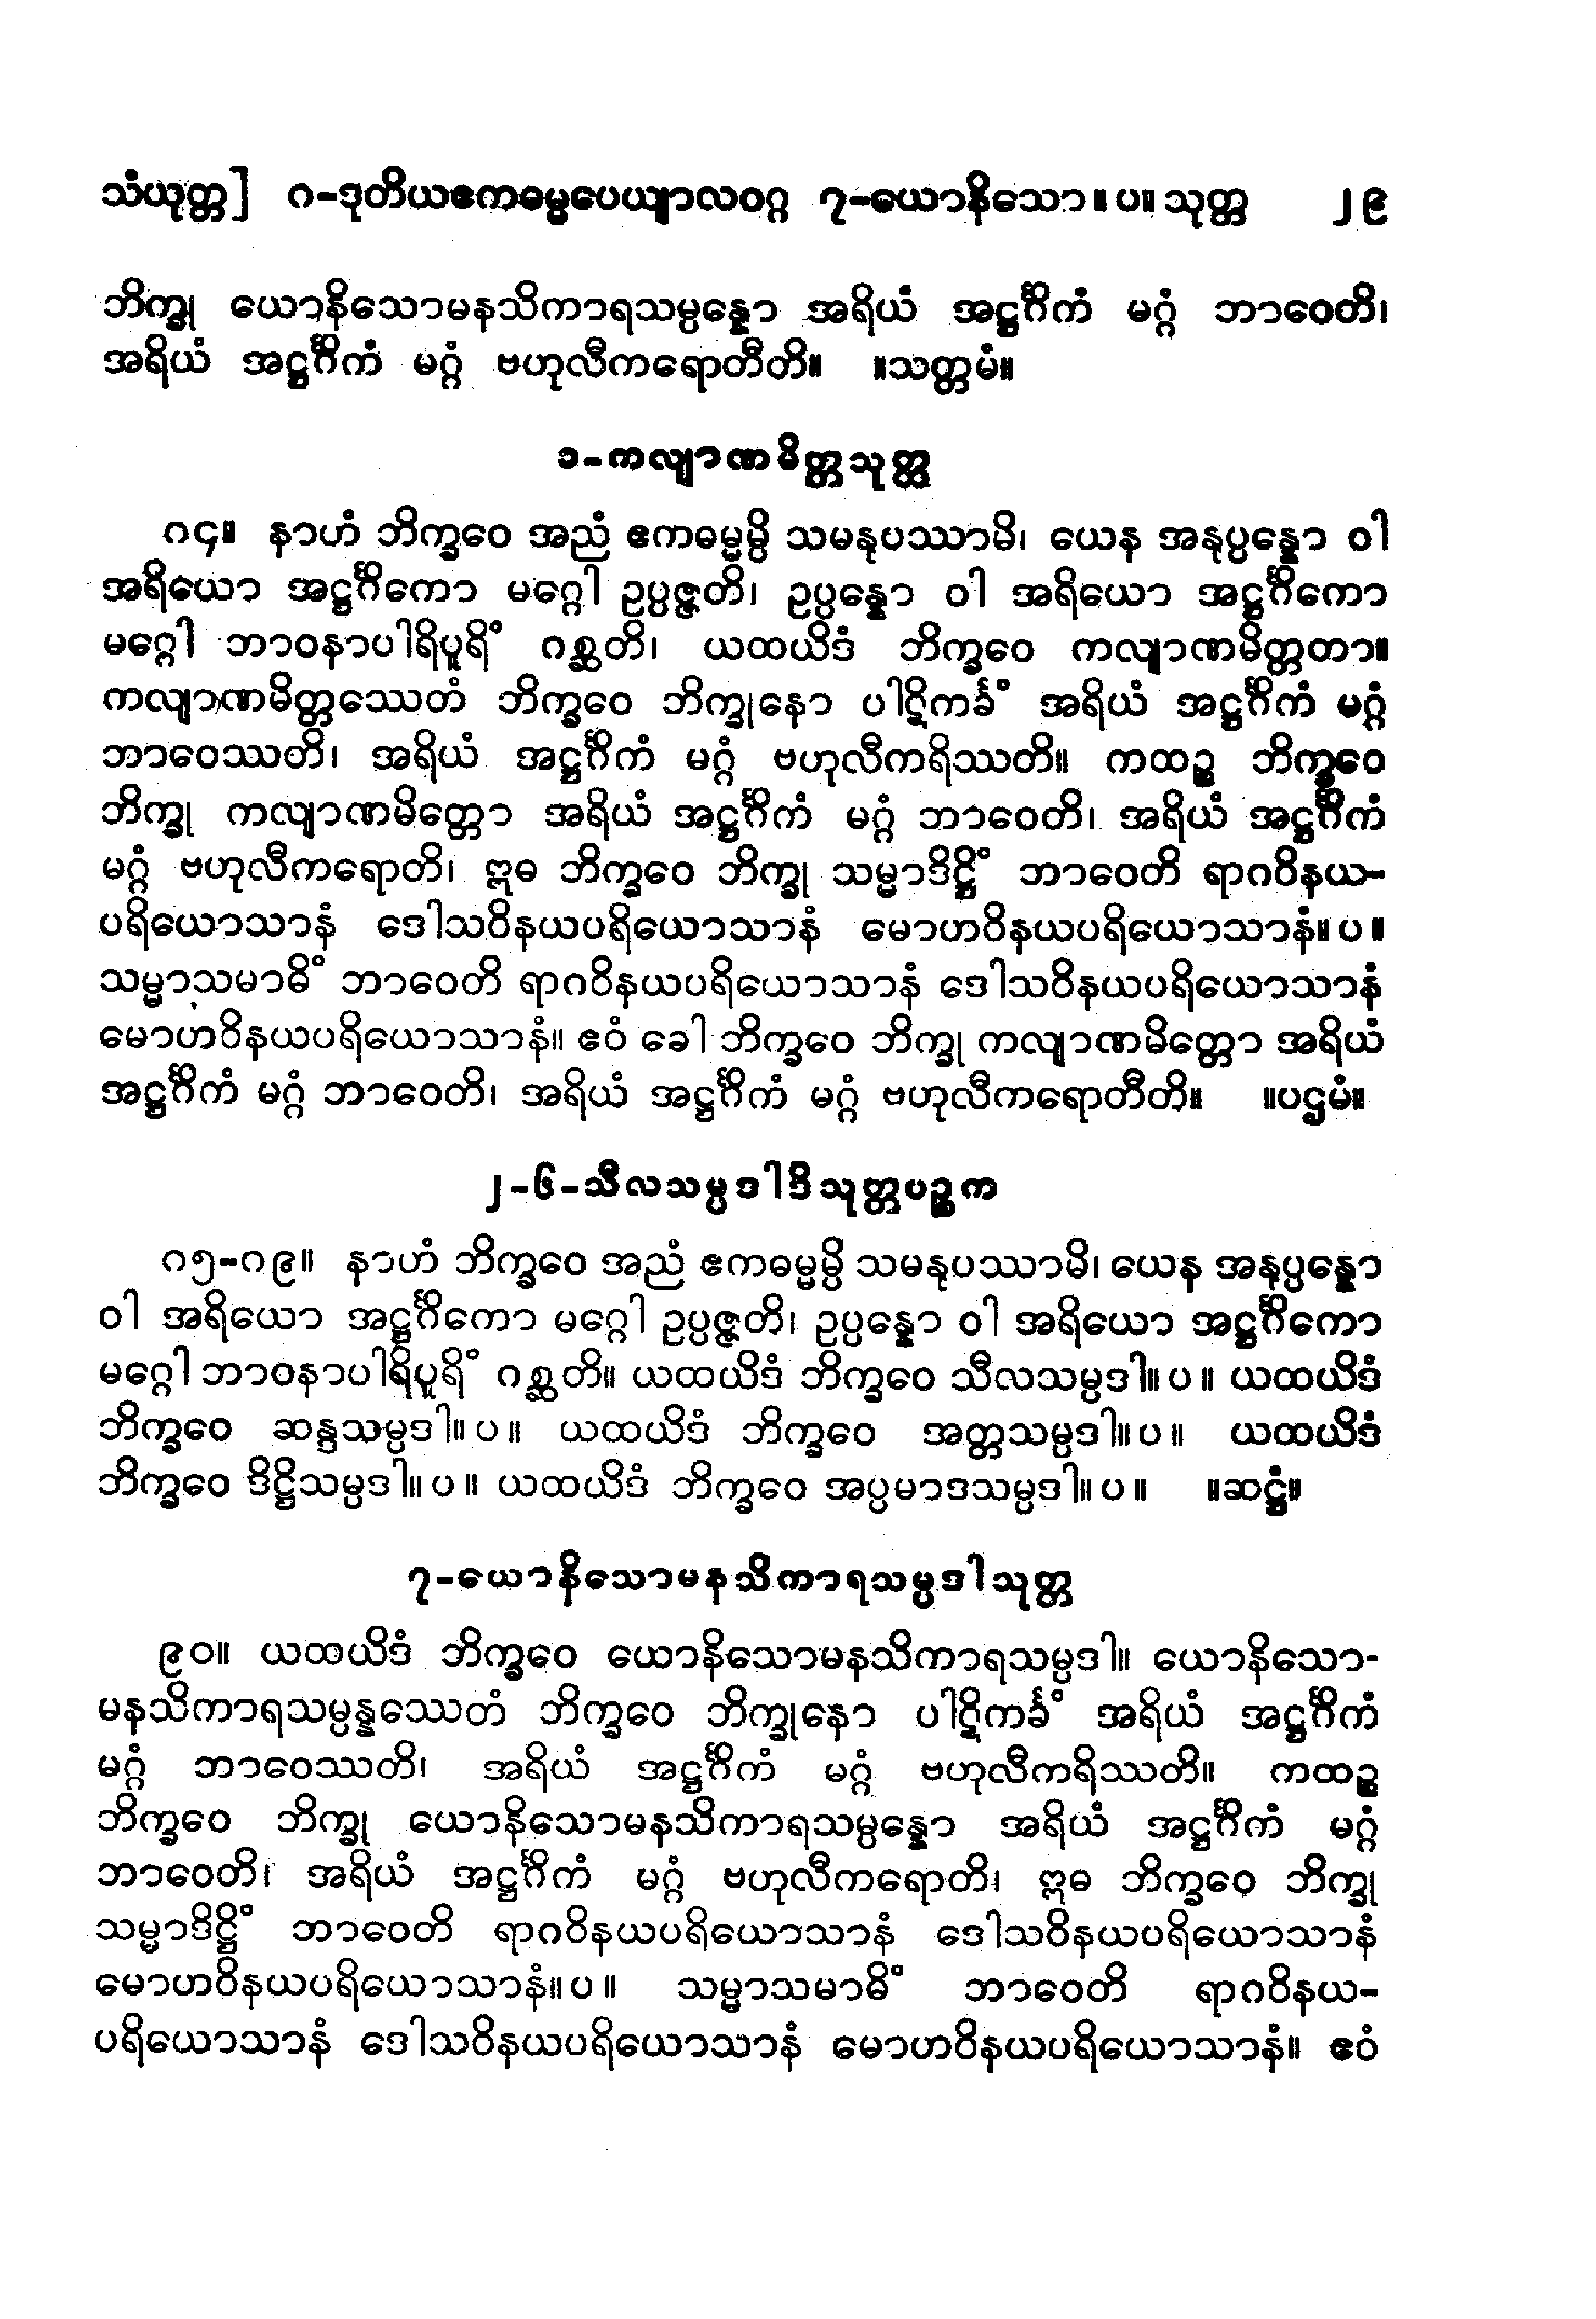 သံယုတ္တ] ၈-ဒုတိယဧကဓမ္မပေယျာလဝဂ္ဂ ၇-ယောနိသော။ပ။သုတ္တ ၂၉
ဘိက္ခု ယောနိသောမနသိကာရသမ္ပန္နော အရိယံ အဋ္ဌင်္ဂိကံ မဂ္ဂံ ဘာဝေတိ၊
အရိယံ အဋ္ဌင်္ဂိကံ မဂ္ဂံ ဗဟုလီကရောတီတိ။ ။သတ္တမံ။
၁-ကလျာဏမိတ္တသုတ္တ
၈၄။ နာဟံ ဘိက္ခဝေ အညံ ဧကဓမ္မမ္ပိ သမနုပဿာမိ၊ ယေန အနုပ္ပန္နော ဝါ
အရိယော အဋ္ဌင်္ဂိကော မဂ္ဂေါ ဥပ္ပဇ္ဇတိ၊ ဥပ္ပန္နော ဝါ အရိယော အဋ္ဌင်္ဂိကော
မဂ္ဂေါ ဘာဝနာပါရိပူရိံ ဂစ္ဆတိ၊ ယထယိဒံ ဘိက္ခဝေ ကလျာဏမိတ္တတာ။
ကလျာဏမိတ္တဿေတံ ဘိက္ခဝေ ဘိက္ခုနော ပါဋိကင်္ခံ အရိယံ အဋ္ဌင်္ဂိကံ မဂ္ဂံ
ဘာဝေဿတိ၊ အရိယံ အဋ္ဌင်္ဂိကံ မဂ္ဂံ ဗဟုလီကရိဿတိ။ ကထဉ္စ ဘိက္ခဝေ
ဘိက္ခု ကလျာဏမိတ္တော အရိယံ အဋ္ဌင်္ဂိကံ မဂ္ဂံ ဘာဝေတိ၊ အရိယံ အဋ္ဌင်္ဂိကံ
မဂ္ဂံ ဗဟုလီကရောတိ၊ ဣဓ ဘိက္ခဝေ ဘိက္ခု သမ္မာဒိဋ္ဌိံ ဘာဝေတိ ရာဂဝိနယ-
ပရိယောသာနံ ဒေါသဝိနယပရိယောသာနံ မောဟဝိနယပရိယောသာနံ။ပ။
သမ္မာသမာဓိံ ဘာဝေတိ ရာဂဝိနယပရိယောသာနံ ဒေါသဝိနယပရိယောသာနံ
မောဟဝိနယပရိယောသာနံ။ ဧဝံ ခေါ ဘိက္ခဝေ ဘိက္ခု ကလျာဏမိတ္တော အရိယံ
အဋ္ဌင်္ဂိကံ မဂ္ဂံ ဘာဝေတိ၊ အရိယံ အဋ္ဌင်္ဂိကံ မဂ္ဂံ ဗဟုလီကရောတီတိ။ ။ပဌမံ။
၂-၆-သီလသမ္ပဒါဒိသုတ္တပဉ္စက
၈၅-၈၉။ နာဟံ ဘိက္ခဝေ အညံ ဧကဓမ္မမ္ပိ သမနုပဿာမိ၊ ယေန အနုပ္ပန္နော
ဝါ အရိယော အဋ္ဌင်္ဂိကော မဂ္ဂေါ ဥပ္ပဇ္ဇတိ၊ ဥပ္ပန္နော ဝါ အရိယော အဋ္ဌင်္ဂိကော
မဂ္ဂေါ ဘာဝနာပါရိပူရိံ ဂစ္ဆတိ။ ယထယိဒံ ဘိက္ခဝေ သီလသမ္ပဒါ။ပ။ ယထယိဒံ
ဘိက္ခဝေ ဆန္ဒသမ္ပဒါ။ပ။ ယထယိဒံ ဘိက္ခဝေ အတ္တသမ္ပဒါ။ပ။ ယထယိဒံ
ဘိက္ခဝေ ဒိဋ္ဌိသမ္ပဒါ။ပ။ ယထယိဒံ ဘိက္ခဝေ အပ္ပမာဒသမ္ပဒါ။ပ။ ။ဆဋ္ဌံ။
၇-ယောနိသောမနသိကာရသမ္ပဒါသုတ္တ
၉၀။ ယထယိဒံ ဘိက္ခဝေ ယောနိသောမနသိကာရသမ္ပဒါ။ ယောနိသော-
မနသိကာရသမ္ပန္နဿေတံ ဘိက္ခဝေ ဘိက္ခုနော ပါဋိကင်္ခံ အရိယံ အဋ္ဌင်္ဂိကံ
မဂ္ဂံ ဘာဝေဿတိ၊ အရိယံ အဋ္ဌင်္ဂိကံ မဂ္ဂံ ဗဟုလီကရိဿတိ။ ကထဉ္စ
ဘိက္ခဝေ ဘိက္ခု ယောနိသောမနသိကာရသမ္ပန္နော အရိယံ အဋ္ဌင်္ဂိကံ မဂ္ဂံ
ဘာဝေတိ၊ အရိယံ အဋ္ဌင်္ဂိကံ မဂ္ဂံ ဗဟုလီကရောတိ၊ ဣဓ ဘိက္ခဝေ ဘိက္ခု
သမ္မာဒိဋ္ဌိံ ဘာဝေတိ ရာဂဝိနယပရိယောသာနံ ဒေါသဝိနယပရိယောသာနံ
မောဟဝိနယပရိယောသာနံ။ပ။ သမ္မာသမာဓိံ ဘာဝေတိ ရာဂဝိနယ-
ပရိယောသာနံ ဒေါသဝိနယပရိယောသာနံ မောဟဝိနယပရိယောသာနံ။ ဧဝံ